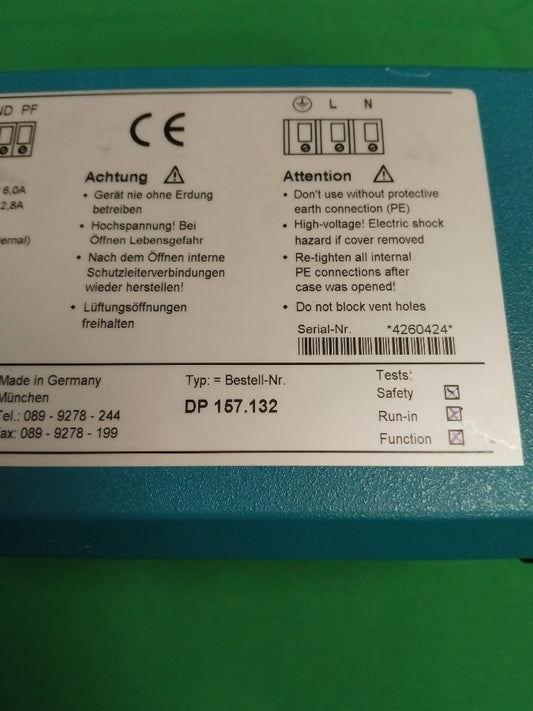 ND PF
CE
L N
6,0A
2,8A
ernal)
Achtung
• Gerät nie ohne Erdung
betreiben
• Hochspannung! Bei
Öffnen Lebensgefahr
• Nach dem Öffnen interne
Schutzleiterverbindungen
wieder herstellen!
• Lüftungsöffnungen
freihalten
Attention
• Don't use without protective
earth connection (PE)
• High-voltage! Electric shock
hazard if cover removed
• Re-tighten all internal
PE connections after
case was opened!
• Do not block vent holes
Serial-Nr. *4260424*
Made in Germany
München
Tel.: 089 - 9278 - 244
Fax: 089 - 9278 - 199
Typ: = Bestell-Nr.
DP 157.132
Tests:
Safety
Run-in
Function